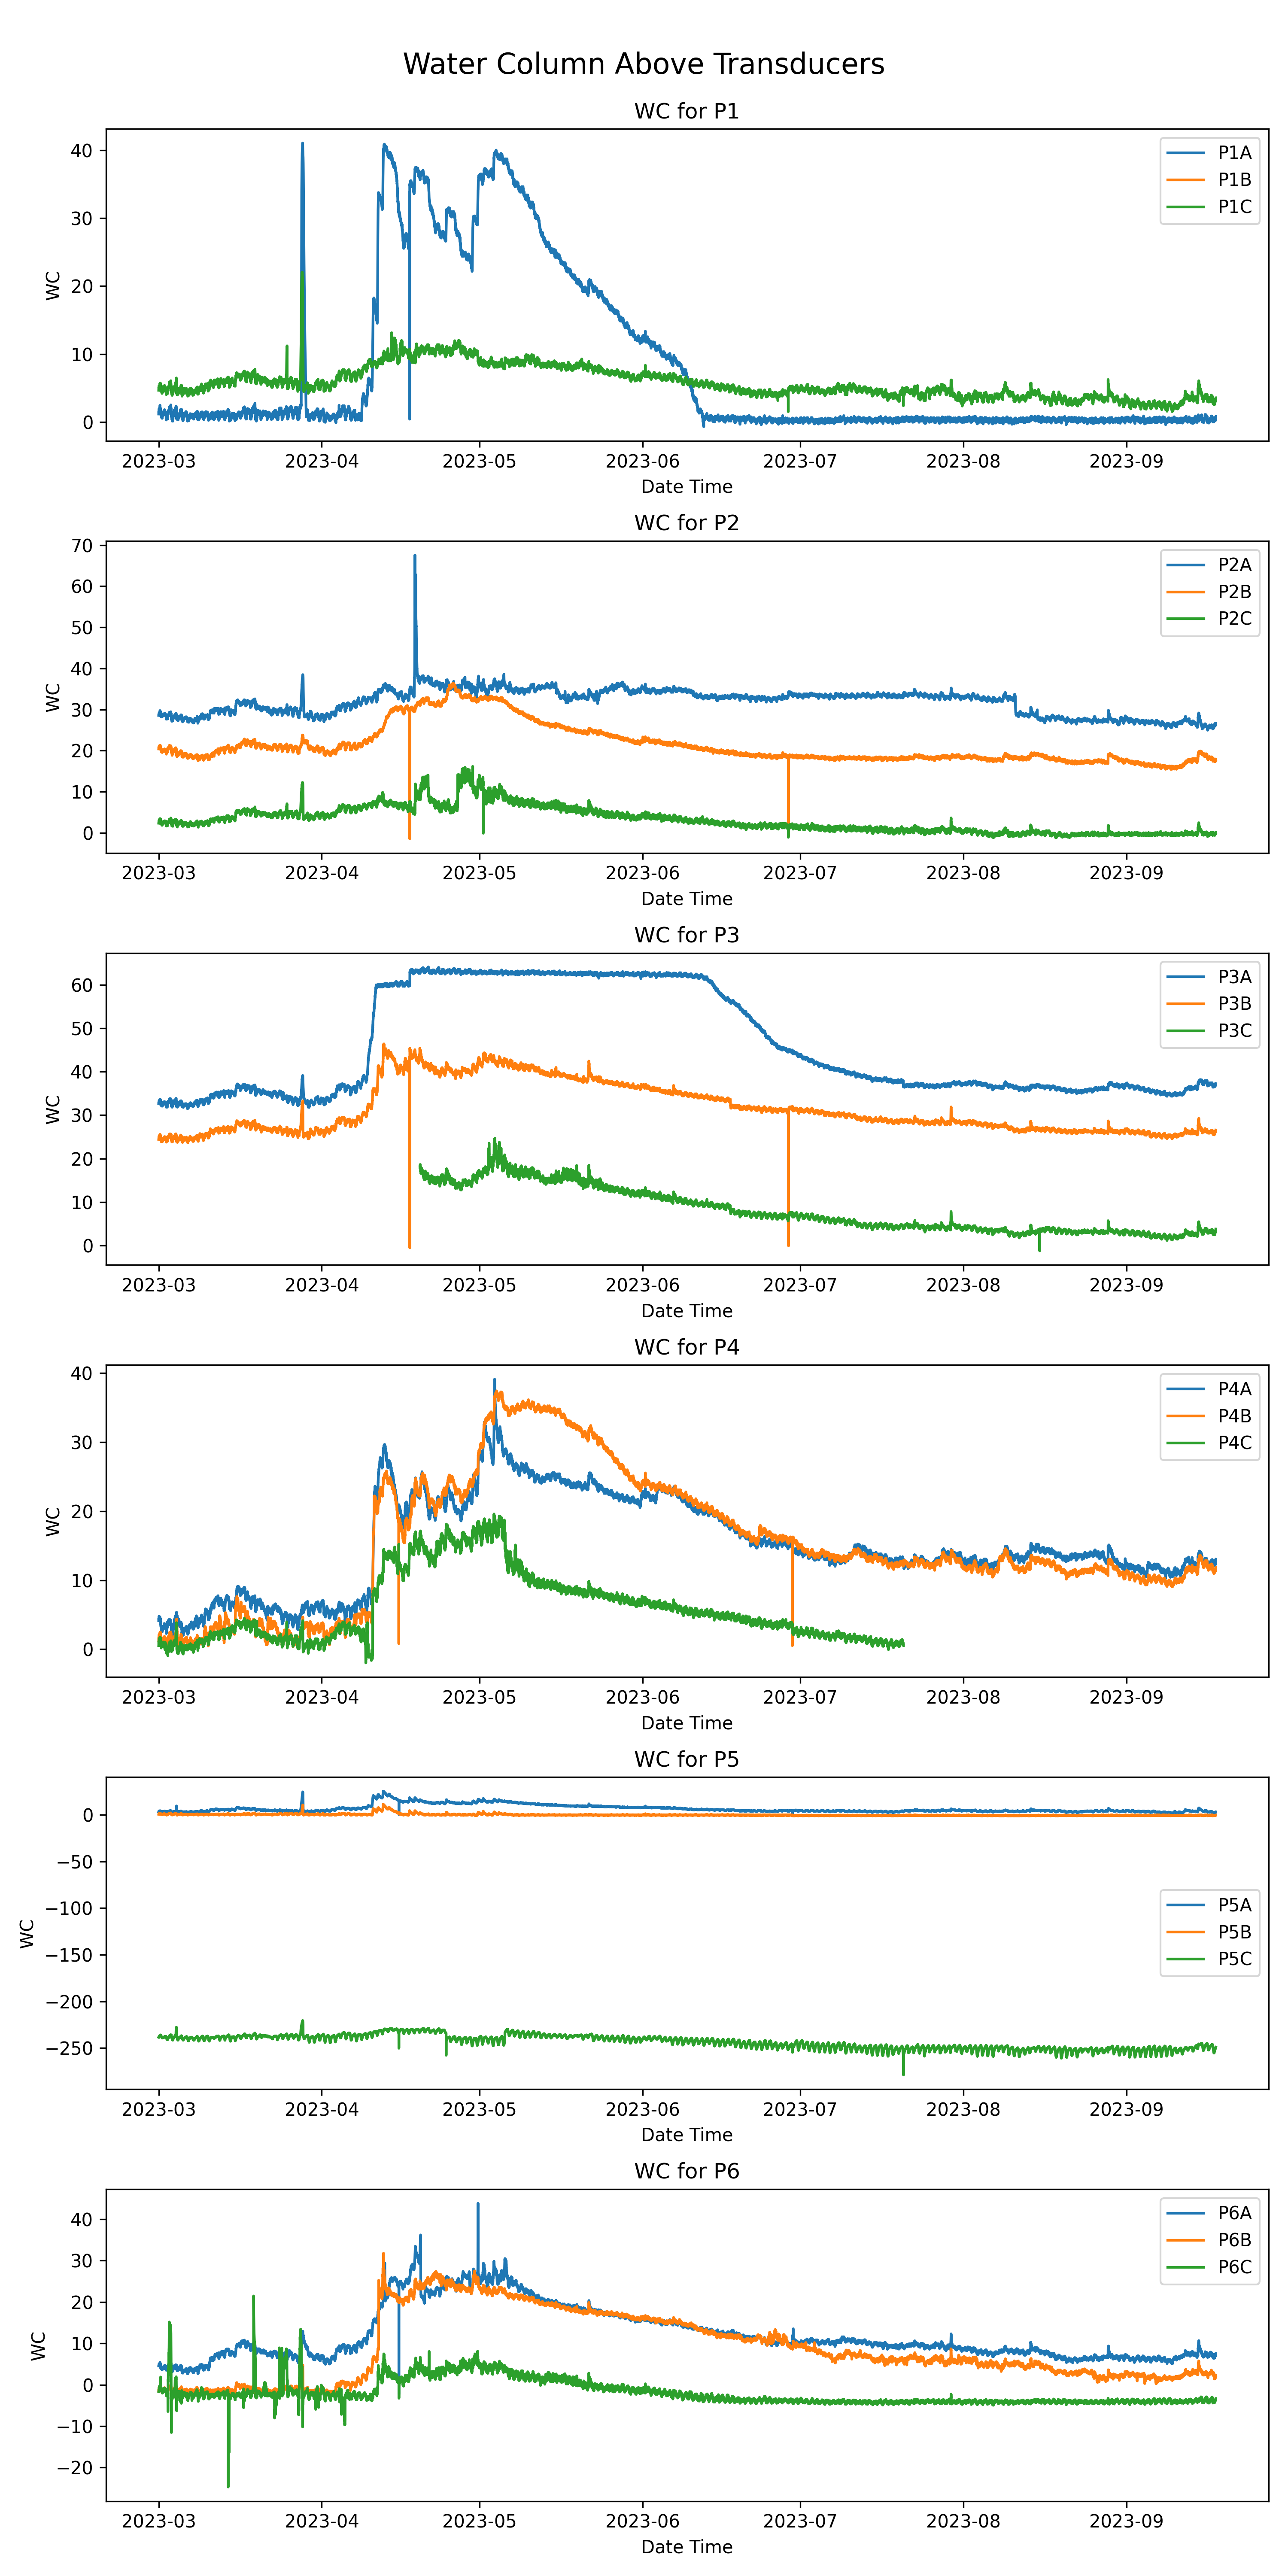 Water Column Above Transducers
WC for P1
WC
40
30
20
10
0
P1A
P1B
P1C
2023-03 2023-04 2023-05 2023-06 2023-07 2023-08 2023-09
Date Time
WC for P2
WC
70
60
50
40
30
20
10
0
P2A
P2B
P2C
2023-03 2023-04 2023-05 2023-06 2023-07 2023-08 2023-09
Date Time
WC for P3
WC
60
50
40
30
20
10
0
P3A
P3B
P3C
2023-03 2023-04 2023-05 2023-06 2023-07 2023-08 2023-09
Date Time
WC for P4
WC
40
30
20
10
0
P4A
P4B
P4C
2023-03 2023-04 2023-05 2023-06 2023-07 2023-08 2023-09
Date Time
WC for P5
WC
0
−50
−100
−150
−200
−250
P5A
P5B
P5C
2023-03 2023-04 2023-05 2023-06 2023-07 2023-08 2023-09
Date Time
WC for P6
WC
40
30
20
10
0
−10
−20
P6A
P6B
P6C
2023-03 2023-04 2023-05 2023-06 2023-07 2023-08 2023-09
Date Time